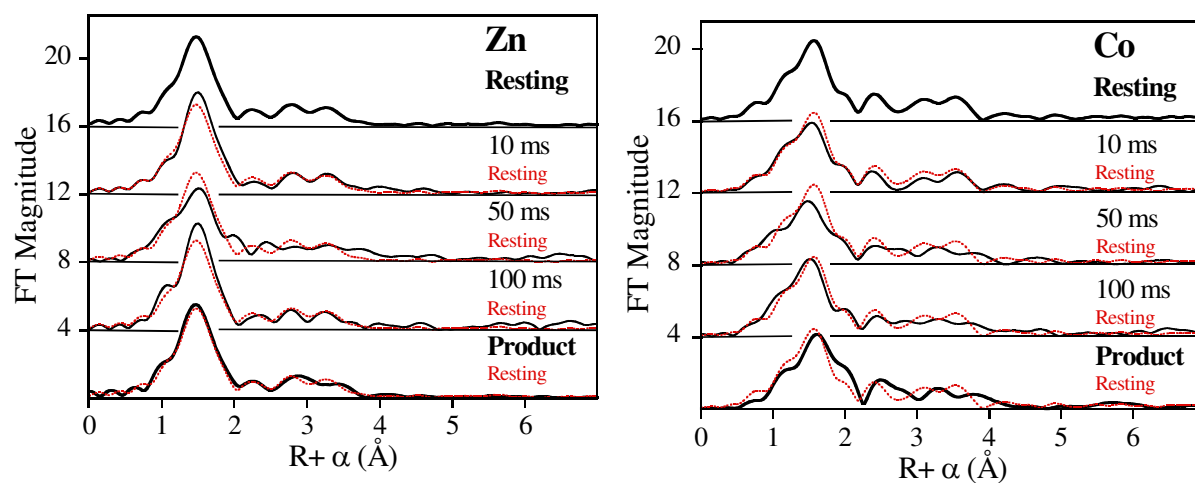 Zn
Resting
20
16
10 ms
Resting
12
50 ms
Resting
8
100 ms
Resting
4
Product
Resting
0 1 2 3 4 5 6
R+ α (Å)
FT Magnitude
Co
Resting
20
16
10 ms
Resting
12
50 ms
Resting
8
100 ms
Resting
4
Product
Resting
0 1 2 3 4 5 6
R+ α (Å)
FT Magnitude